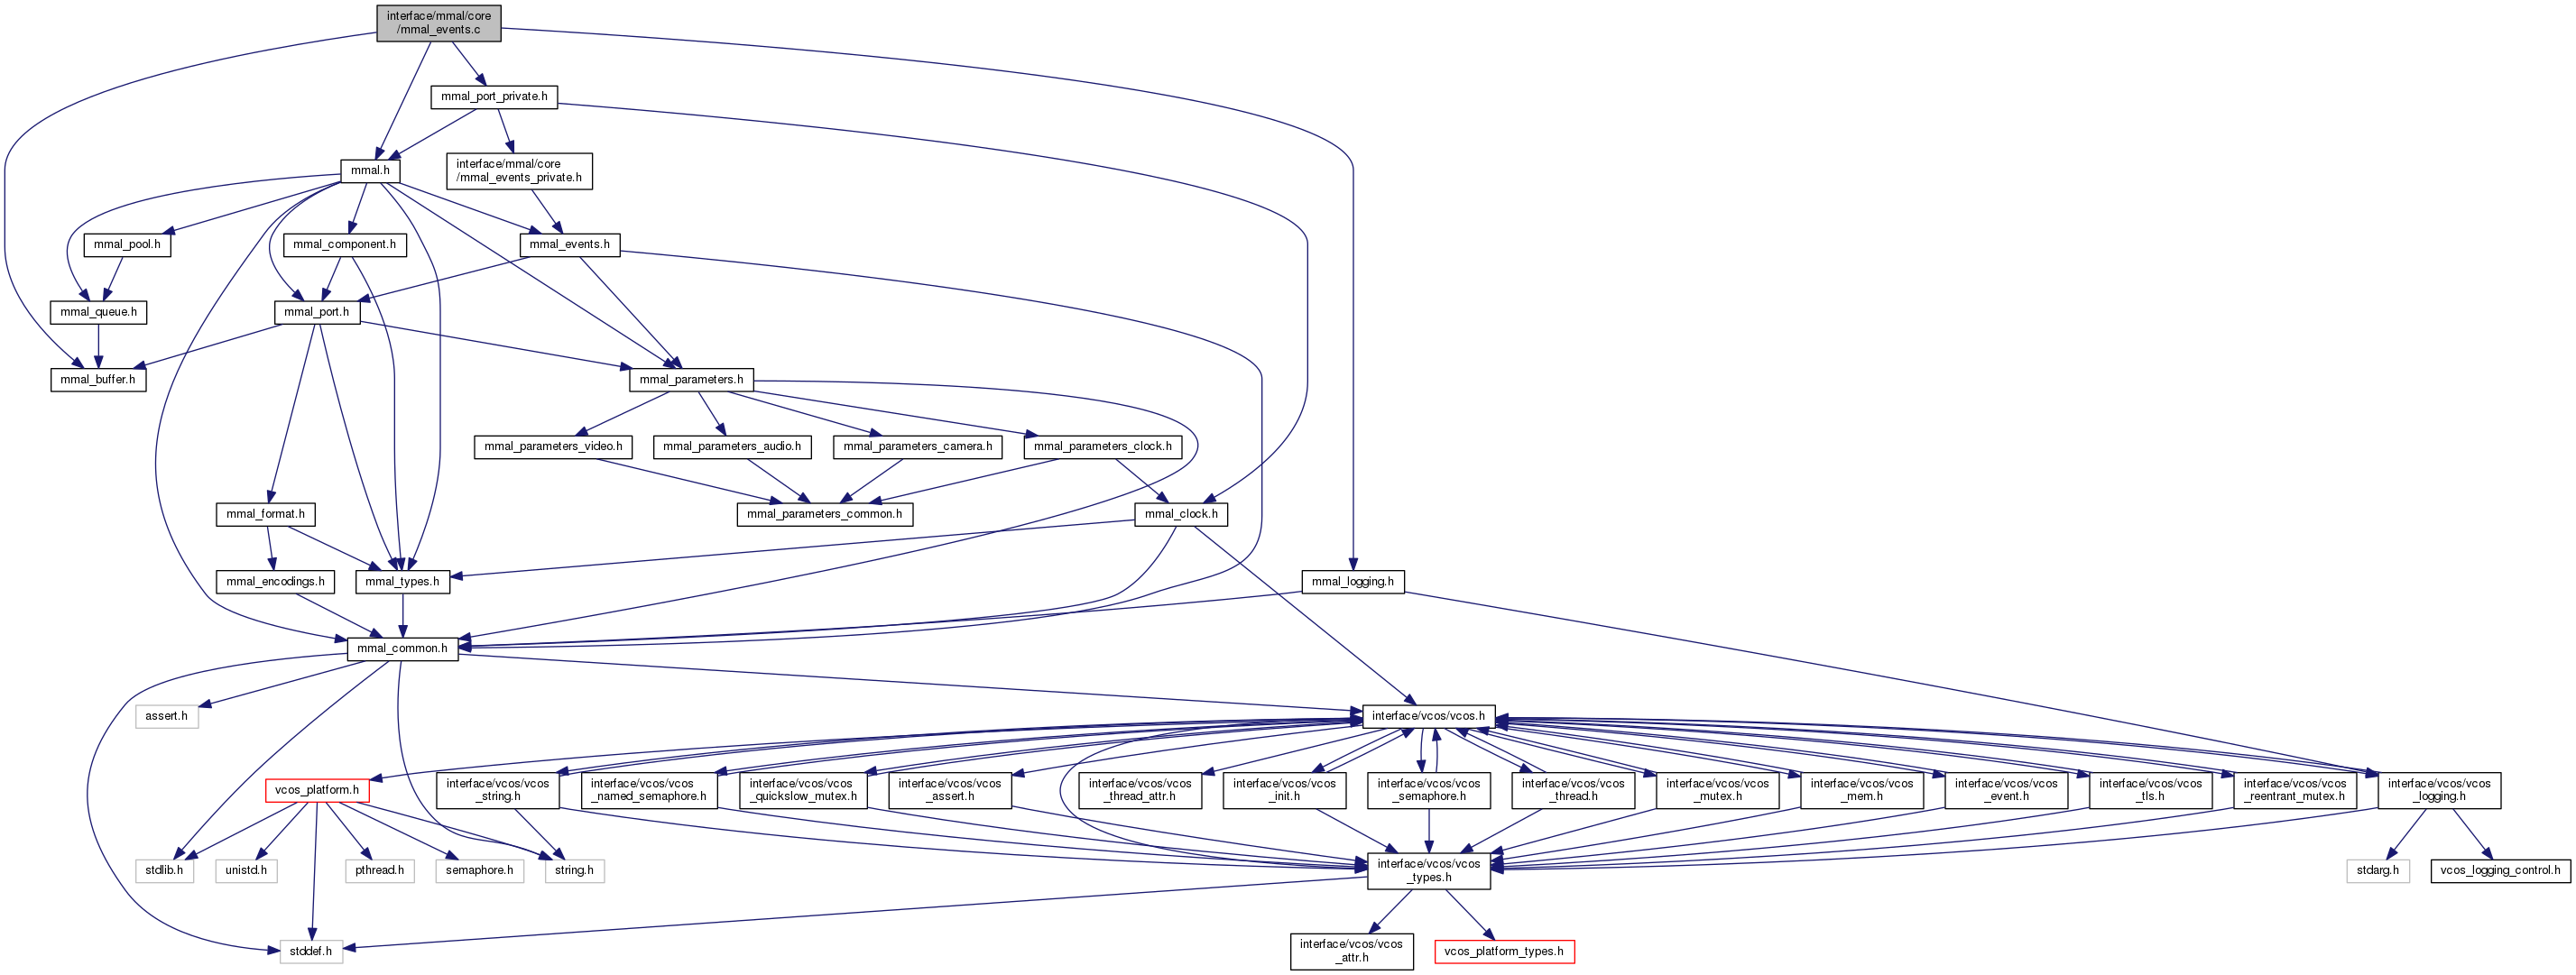 interface/mmal/core
/mmal_events.c
mmal_port_private.h
mmal.h
interface/mmal/core
/mmal_events_private.h
mmal_pool.h
mmal_component.h
mmal_events.h
mmal_queue.h
mmal_port.h
mmal_buffer.h
mmal_parameters.h
mmal_parameters_video.h
mmal_parameters_audio.h
mmal_parameters_camera.h
mmal_parameters_clock.h
mmal_format.h
mmal_parameters_common.h
mmal_clock.h
mmal_encodings.h
mmal_types.h
mmal_logging.h
mmal_common.h
assert.h
interface/vcos/vcos.h
vcos_platform.h
interface/vcos/vcos
_string.h
interface/vcos/vcos
_named_semaphore.h
interface/vcos/vcos
_quickslow_mutex.h
interface/vcos/vcos
_assert.h
interface/vcos/vcos
_thread_attr.h
interface/vcos/vcos
_init.h
interface/vcos/vcos
_semaphore.h
interface/vcos/vcos
_thread.h
interface/vcos/vcos
_mutex.h
interface/vcos/vcos
_mem.h
interface/vcos/vcos
_event.h
interface/vcos/vcos
_tls.h
interface/vcos/vcos
_reentrant_mutex.h
interface/vcos/vcos
_logging.h
stdlib.h
unistd.h
pthread.h
semaphore.h
string.h
interface/vcos/vcos
_types.h
stdarg.h
vcos_logging_control.h
stddef.h
interface/vcos/vcos
_attr.h
vcos_platform_types.h